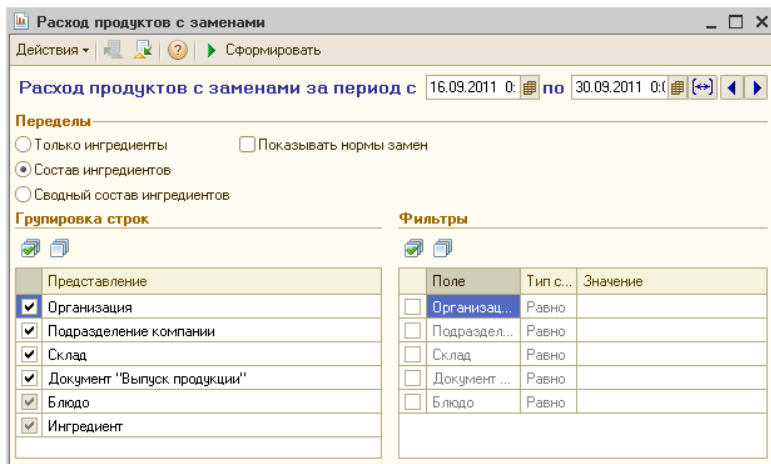 Расход продуктов с заменами
Действия Сформировать
Расход продуктов с заменами за период с 16.09.2011 0: по 30.09.2011 0:0
Переделы
Только ингредиенты Показывать нормы замен
Состав ингредиентов
Сводный состав ингредиентов
Групировка строк Фильтры
Представление Поле Тип с... Значение
Организация Организац... Равно
Подразделение компании Подраздел... Равно
Склад Склад Равно
Документ "Выпуск продукции" Документ ... Равно
Блюдо Блюдо Равно
Ингредиент